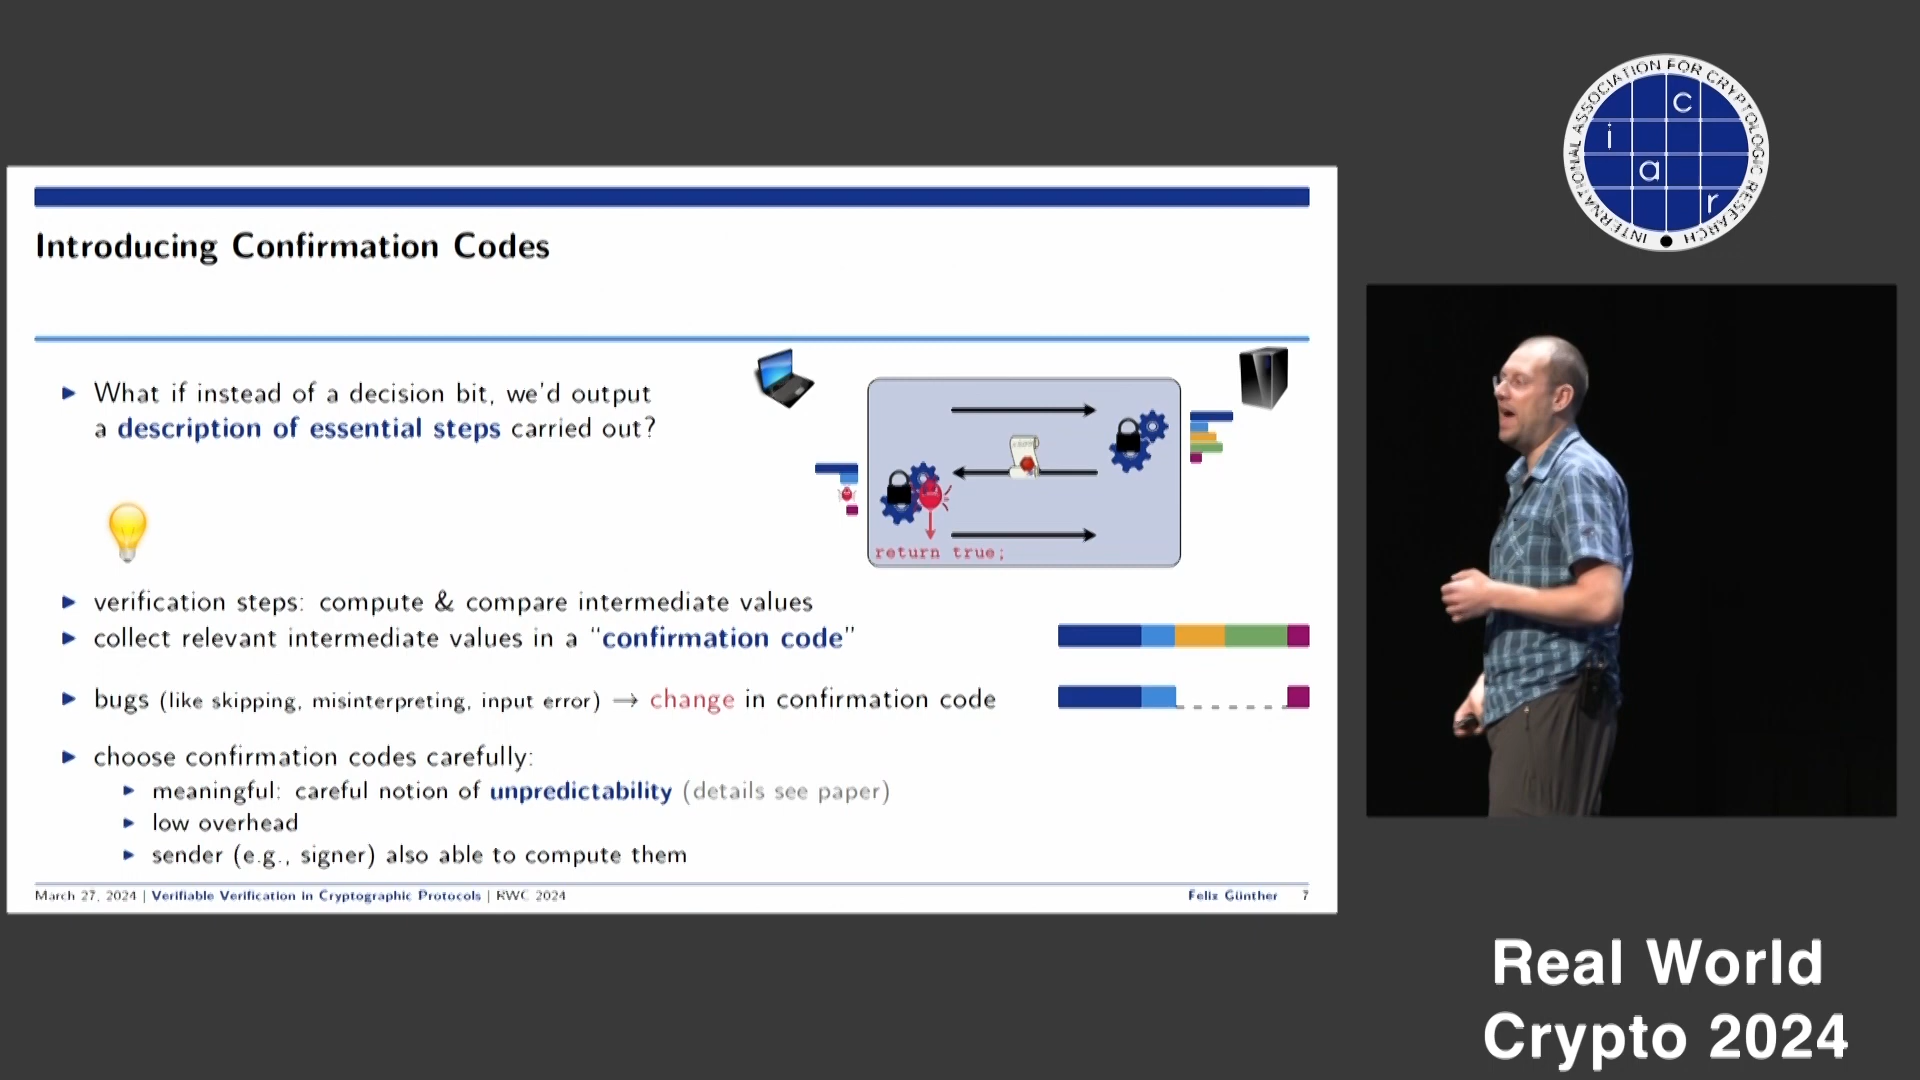 INTERNATIONAL ASSOCIATION FOR CRYPTOLOGIC RESEARCH
i a c r
Introducing Confirmation Codes
What if instead of a decision bit, we'd output
a description of essential steps carried out?
return true;
verification steps: compute & compare intermediate values
collect relevant intermediate values in a "confirmation code"
bugs (like skipping, misinterpreting, input error) → change in confirmation code
choose confirmation codes carefully:
meaningful: careful notion of unpredictability (details see paper)
low overhead
sender (e.g., signer) also able to compute them
March 27, 2024 | Verifiable Verification in Cryptographic Protocols | RWC 2024
Felix Günther 7
Real World
Crypto 2024